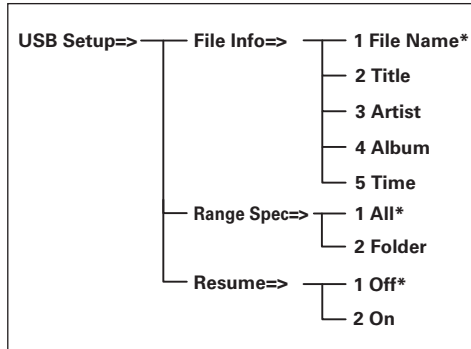 USB Setup=> File Info=> 1 File Name*
2 Title
3 Artist
4 Album
5 Time
Range Spec=> 1 All*
2 Folder
Resume=> 1 Off*
2 On